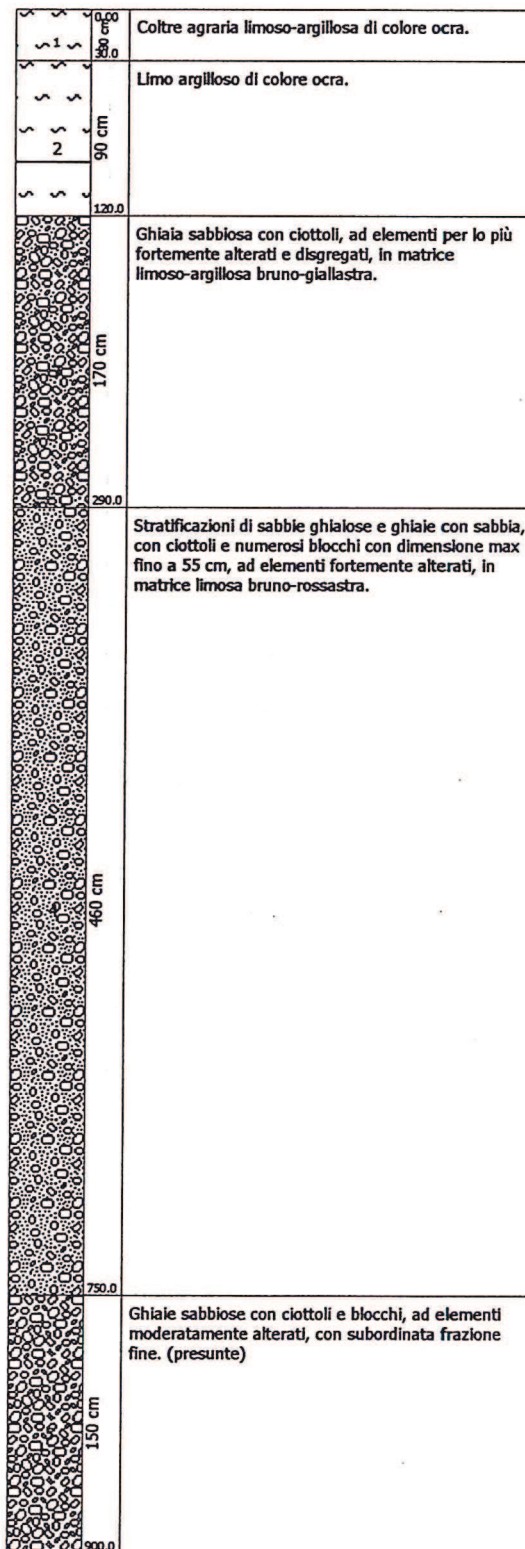 0.00
Coltre agraria limoso-argillosa di colore ocra.
1
30 cm
30.0
Limo argilloso di colore ocra.
2
90 cm
120.0
Ghiaia sabbiosa con ciottoli, ad elementi per lo più
fortemente alterati e disgregati, in matrice
limoso-argillosa bruno-giallastra.
170 cm
290.0
Stratificazioni di sabbie ghiaiose e ghiaie con sabbia,
con ciottoli e numerosi blocchi con dimensione max
fino a 55 cm, ad elementi fortemente alterati, in
matrice limosa bruno-rossastra.
460 cm
750.0
Ghiaie sabbiose con ciottoli e blocchi, ad elementi
moderatamente alterati, con subordinata frazione
fine. (presunte)
150 cm
900.0